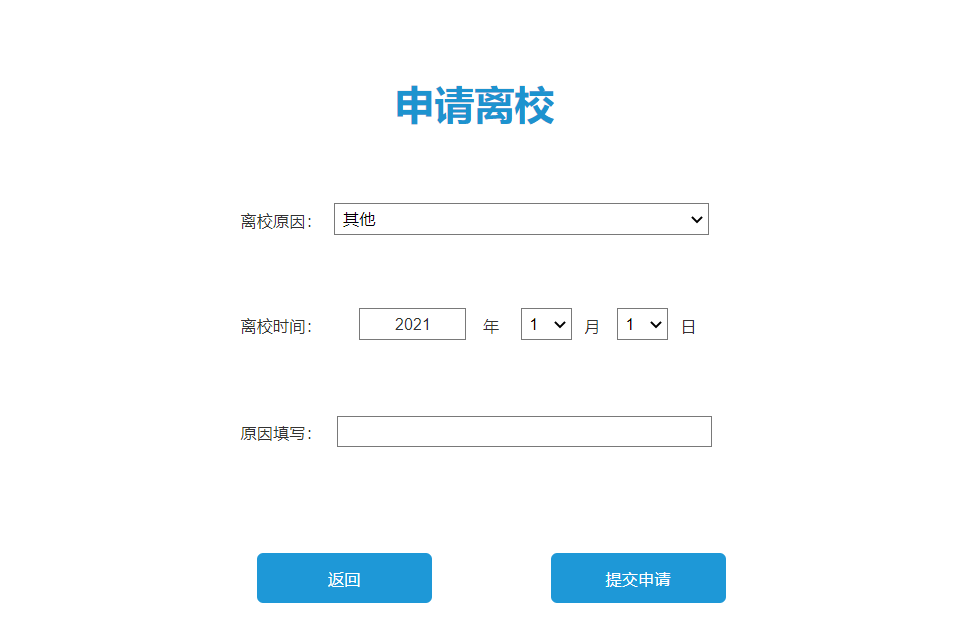 申请离校
离校原因： 其他
离校时间： 2021 年 1 月 1 日
原因填写：
返回 提交申请